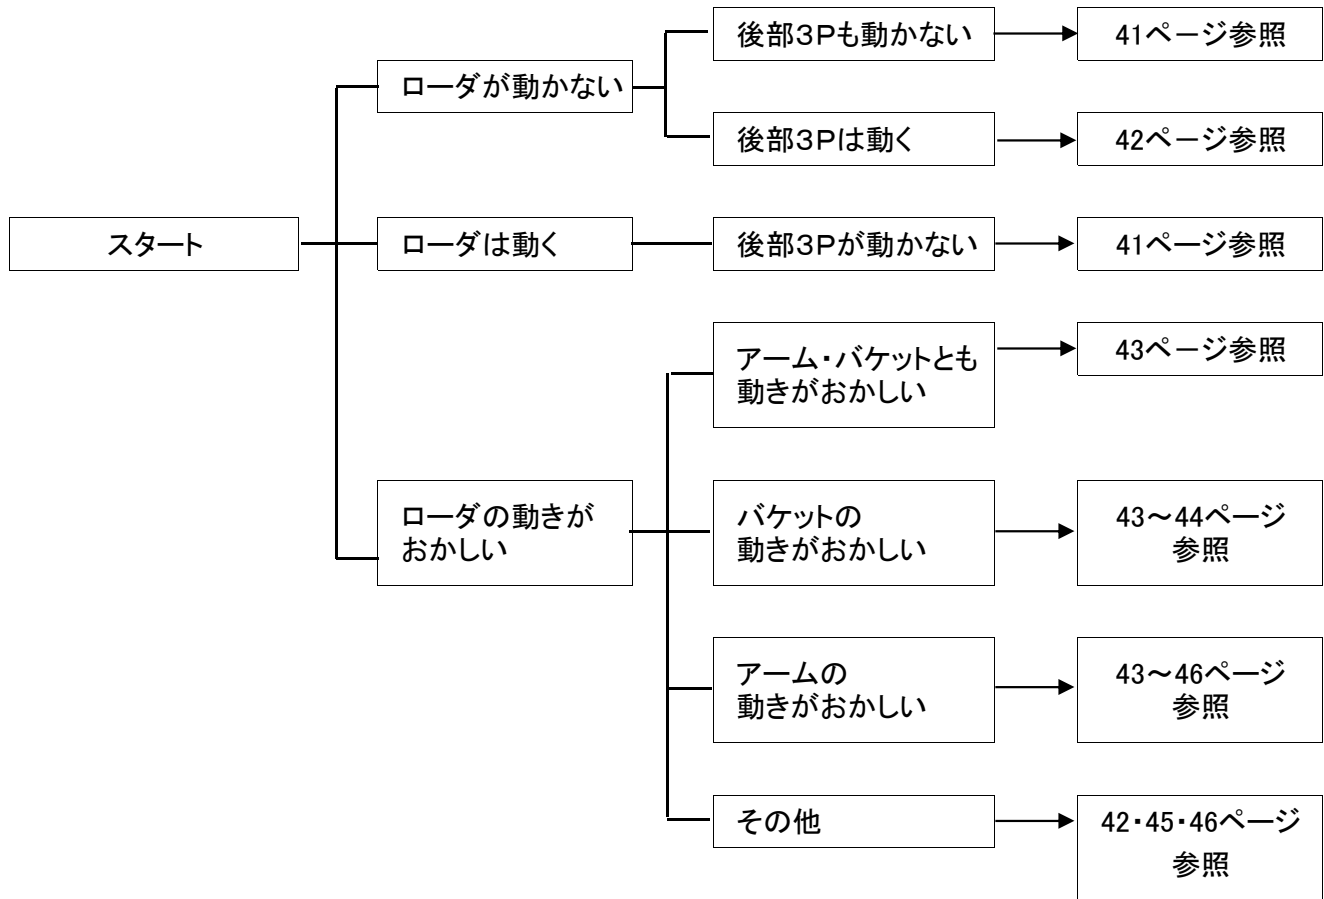 後部3Pも動かない
41ページ参照
ローダが動かない
後部3Pは動く
42ページ参照
スタート
ローダは動く
後部3Pが動かない
41ページ参照
アーム・バケットとも
動きがおかしい
43ページ参照
ローダの動きが
おかしい
バケットの
動きがおかしい
43～44ページ
参照
アームの
動きがおかしい
43～46ページ
参照
その他
42・45・46ページ
参照